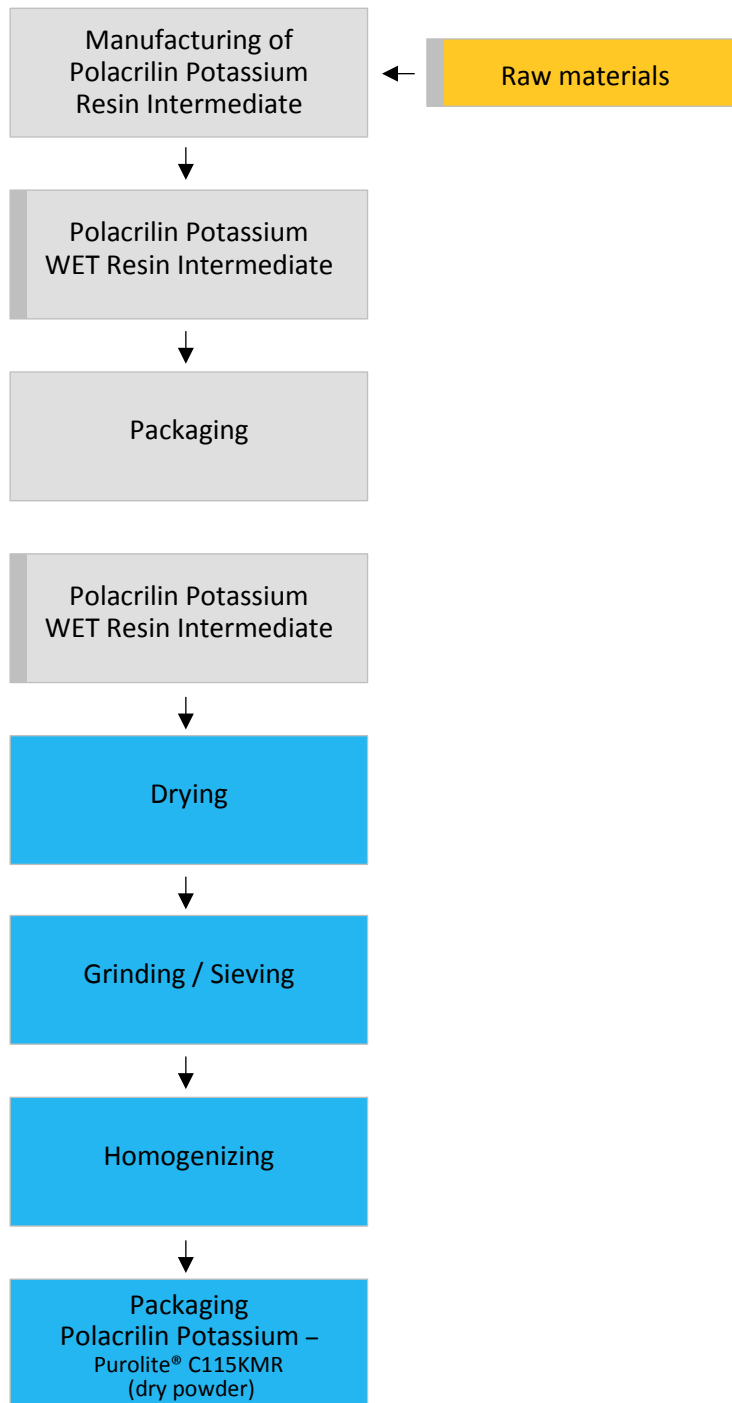 Manufacturing of
Polacrilin Potassium
Resin Intermediate
Raw materials
Polacrilin Potassium
WET Resin Intermediate
Packaging
Polacrilin Potassium
WET Resin Intermediate
Drying
Grinding / Sieving
Homogenizing
Packaging
Polacrilin Potassium –
Purolite® C115KMR
(dry powder)